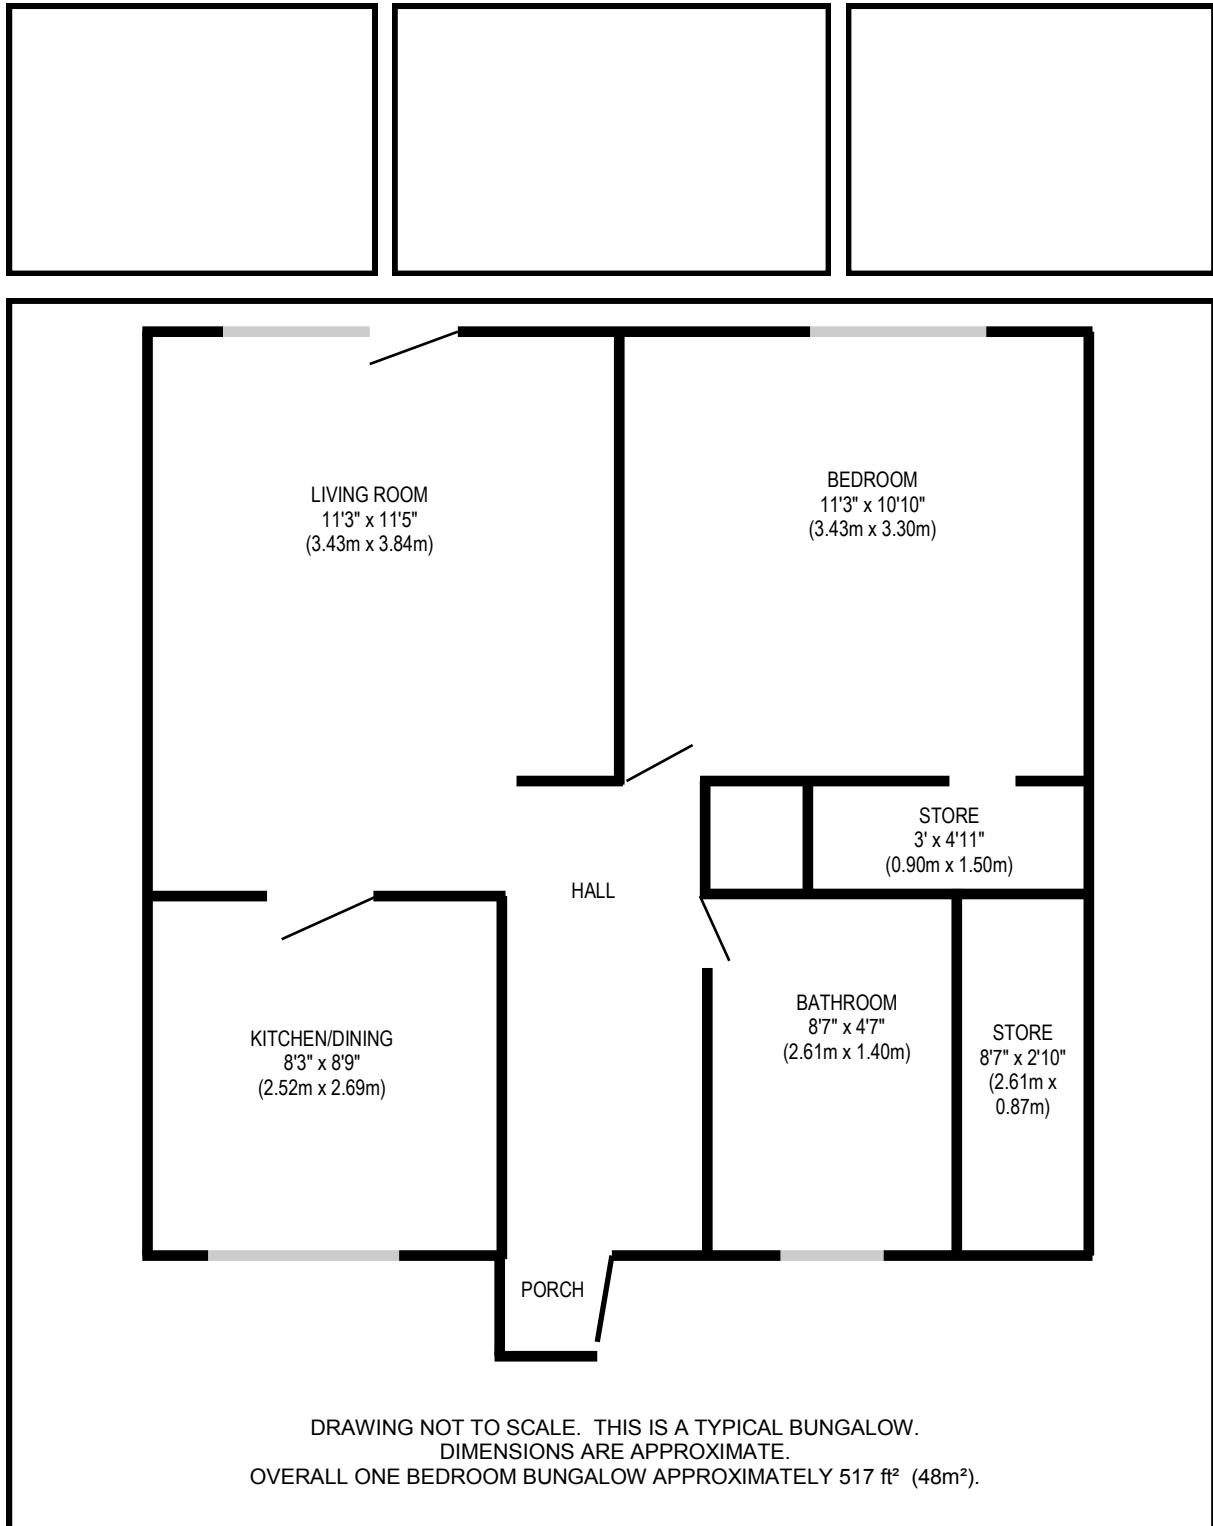 LIVING ROOM
11'3" x 11'5"
(3.43m x 3.84m)
BEDROOM
11'3" x 10'10"
(3.43m x 3.30m)
STORE
3' x 4'11"
(0.90m x 1.50m)
HALL
KITCHEN/DINING
8'3" x 8'9"
(2.52m x 2.69m)
BATHROOM
8'7" x 4'7"
(2.61m x 1.40m)
STORE
8'7" x 2'10"
(2.61m x
0.87m)
PORCH
DRAWING NOT TO SCALE. THIS IS A TYPICAL BUNGALOW.
DIMENSIONS ARE APPROXIMATE.
OVERALL ONE BEDROOM BUNGALOW APPROXIMATELY 517 ft² (48m²).